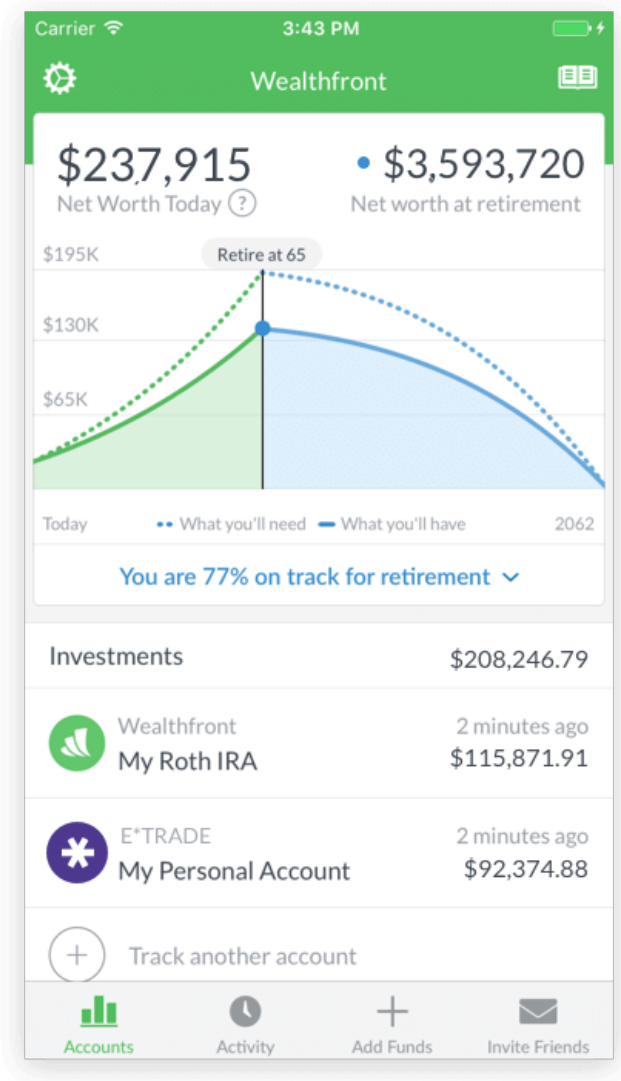 Carrier 3:43 PM
Wealthfront
$237,915 $3,593,720
Net Worth Today ? Net worth at retirement
$195K Retire at 65
$130K
$65K
Today What you'll need What you'll have 2062
You are 77% on track for retirement
Investments $208,246.79
Wealthfront 2 minutes ago
My Roth IRA $115,871.91
E*TRADE 2 minutes ago
My Personal Account $92,374.88
+ Track another account
Accounts Activity Add Funds Invite Friends